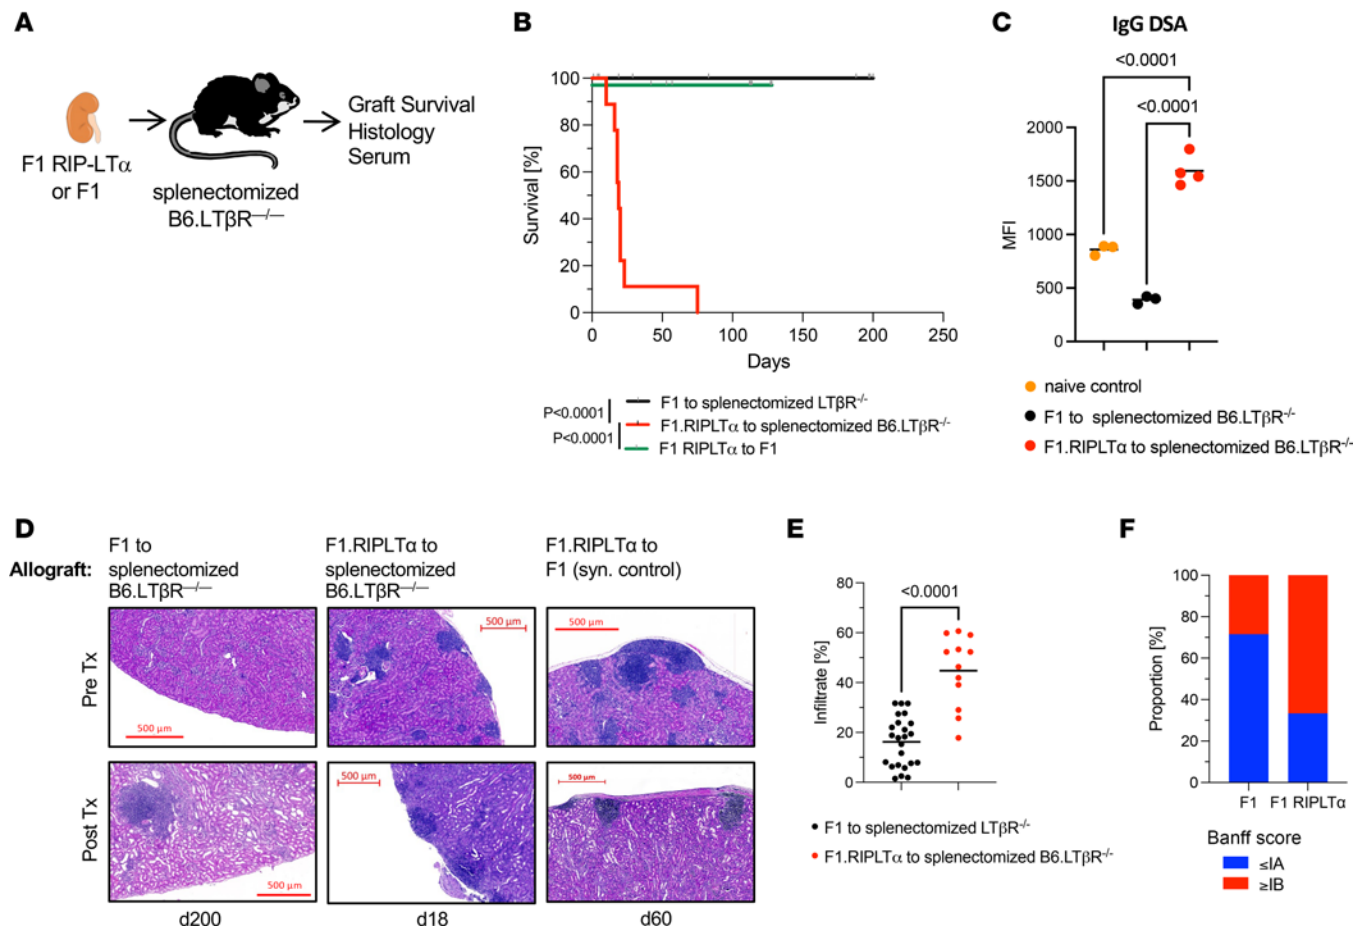 A
F1 RIP-LTα
or F1
splenectomized
B6.LTβR—/—
Graft Survival
Histology
Serum
B
Survival [%]
100
80
60
40
20
0
0 50 100 150 200 250
Days
P<0.0001
P<0.0001
F1 to splenectomized LTβR-/-
F1.RIPLTα to splenectomized B6.LTβR-/-
F1 RIPLTα to F1
C
IgG DSA
<0.0001
<0.0001
MFI
2000
1500
1000
500
0
naive control
F1 to splenectomized B6.LTβR-/-
F1.RIPLTα to splenectomized B6.LTβR-/-
D
Allograft:
F1 to
splenectomized
B6.LTβR—/—
F1.RIPLTα to
splenectomized
B6.LTβR—/—
F1.RIPLTα to
F1 (syn. control)
Pre Tx
500 µm
500 µm
500 µm
Post Tx
500 µm
500 µm
500 µm
d200
d18
d60
E
<0.0001
Infiltrate [%]
80
60
40
20
0
F1 to splenectomized LTβR-/-
F1.RIPLTα to splenectomized B6.LTβR-/-
F
Proportion [%]
100
80
60
40
20
0
F1 F1 RIPLTα
Banff score
≤IA
≥IB